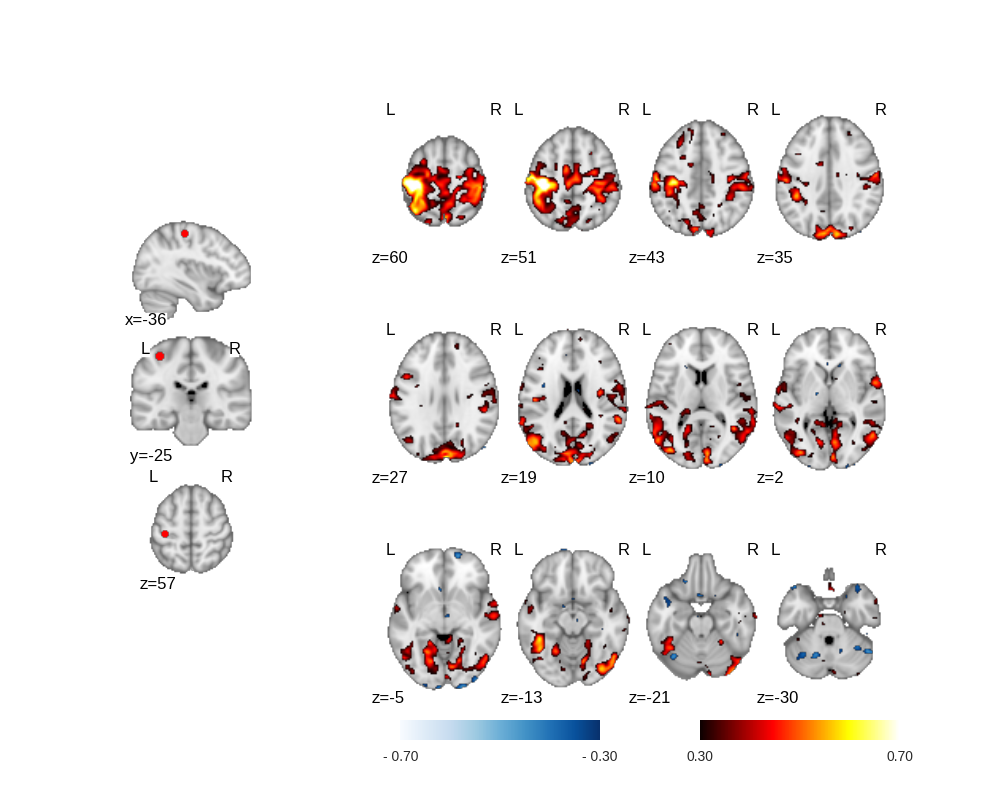 L R L R L R L R
z=60 z=51 z=43 z=35
x=-36
L R
y=-25
L R
z=57
L R L R L R L R
z=27 z=19 z=10 z=2
L R L R L R L R
z=-5 z=-13 z=-21 z=-30
- 0.70 - 0.30 0.30 0.70